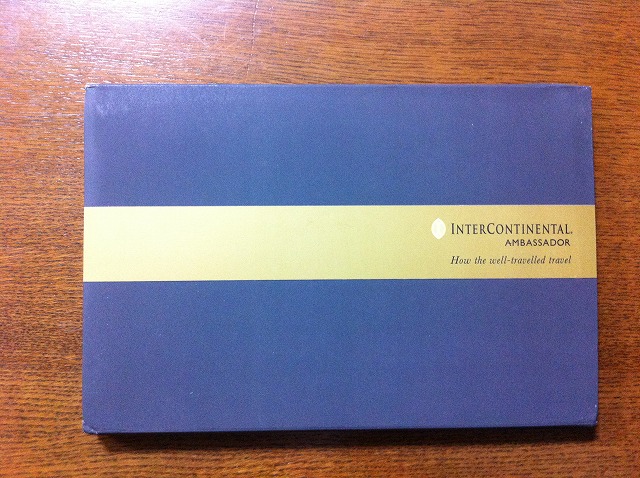 INTERCONTINENTAL.
AMBASSADOR
How the well-travelled travel